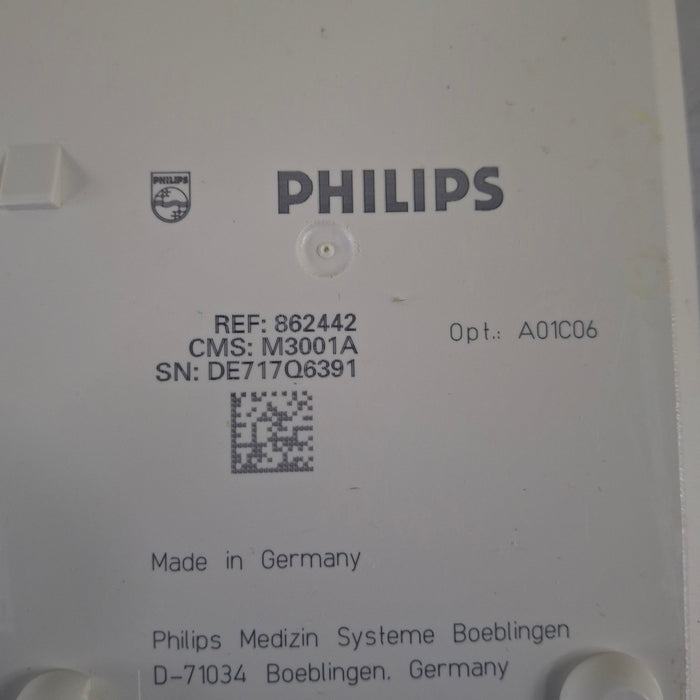 PHILIPS
PHILIPS
REF: 862442
Opt.: A01C06
CMS: M3001A
SN: DE717Q6391
Made in Germany
Philips Medizin Systeme Boeblingen
D-71034 Boeblingen. Germany